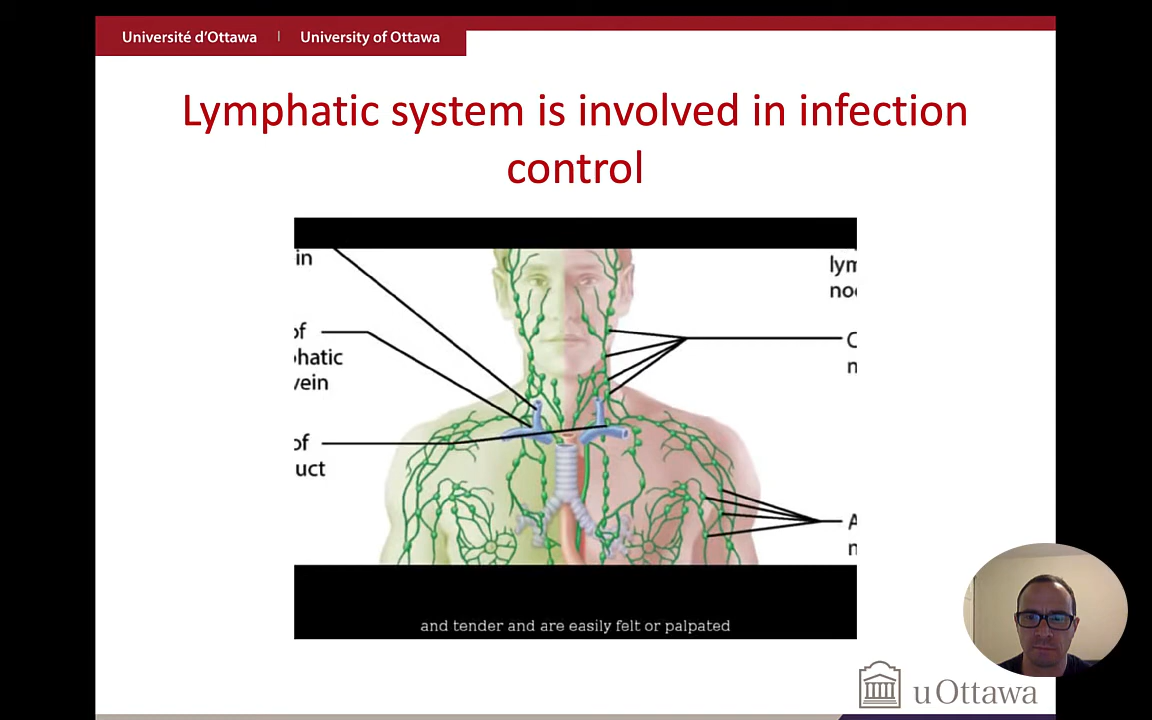 Université d'Ottawa | University of Ottawa
Lymphatic system is involved in infection
control
in
lym
no
of
phatic
vein
C
n
of
uct
A
n
and tender and are easily felt or palpated
uOttawa